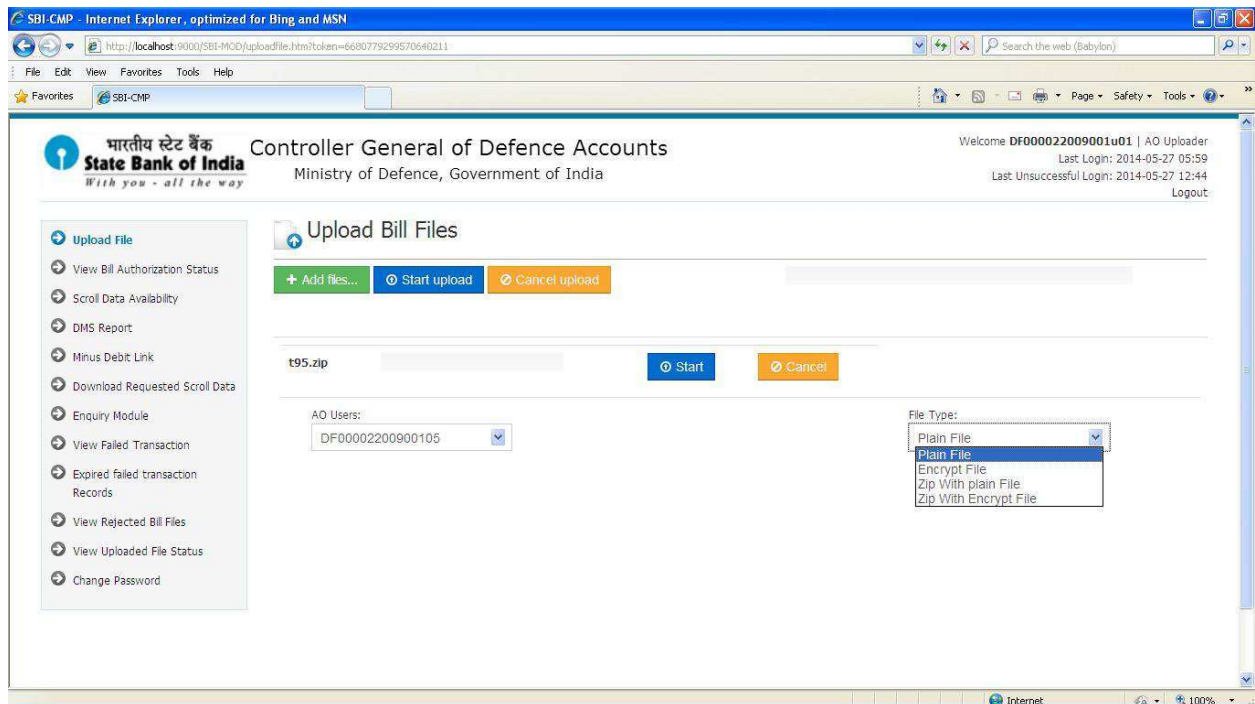 SBI-CMP - Internet Explorer, optimized for Bing and MSN
http://localhost:9000/SBI-MOD/uploadfile.htm?token=6680779299570640211
Search the web (Babylon)
File Edit View Favorites Tools Help
Favorites SBI-CMP
Page Safety Tools
भारतीय स्टेट बैंक
State Bank of India
With you - all the way
Controller General of Defence Accounts
Ministry of Defence, Government of India
Welcome DF000022009001u01 | AO Uploader
Last Login: 2014-05-27 05:59
Last Unsuccessful Login: 2014-05-27 12:44
Logout
Upload File
View Bill Authorization Status
Scroll Data Availability
DMS Report
Minus Debit Link
Download Requested Scroll Data
Enquiry Module
View Failed Transaction
Expired failed transaction
Records
View Rejected Bill Files
View Uploaded File Status
Change Password
Upload Bill Files
+ Add files... Start upload Cancel upload
t95.zip Start Cancel
AO Users:
DF00002200900105
File Type:
Plain File
Plain File
Encrypt File
Zip With plain File
Zip With Encrypt File
Internet 100%